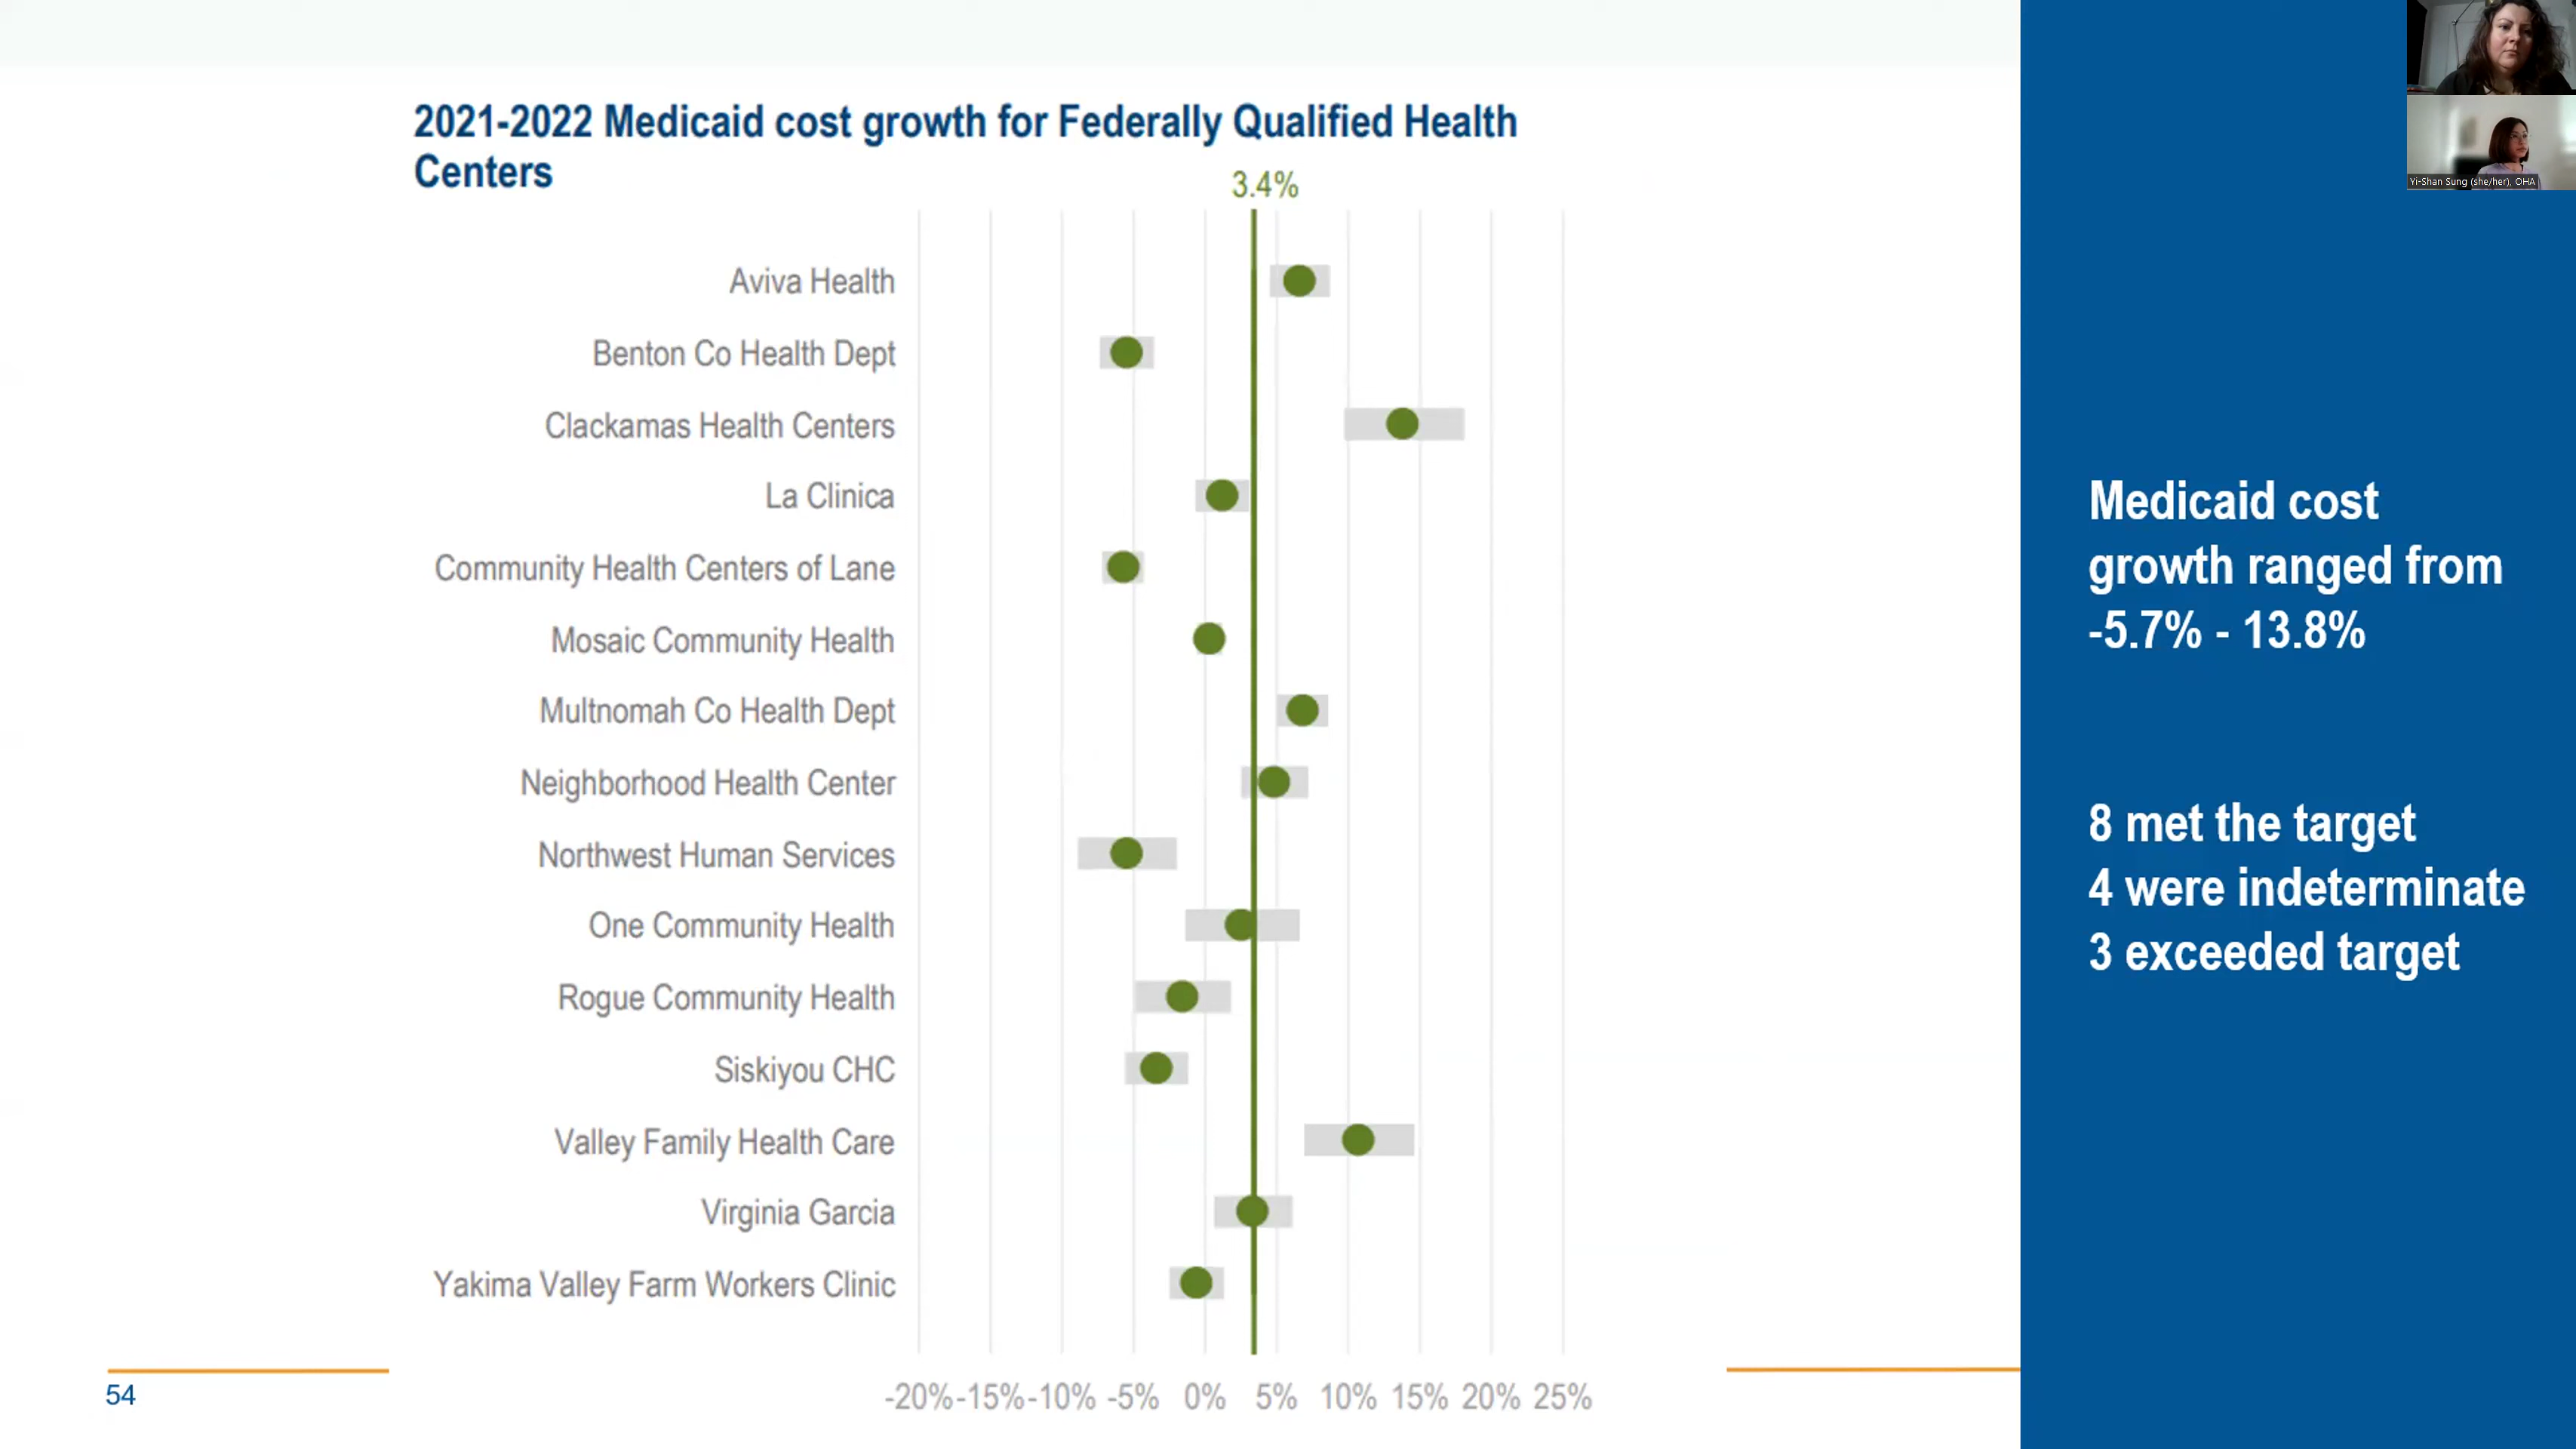 2021-2022 Medicaid cost growth for Federally Qualified Health
Centers
3.4%
Aviva Health
Benton Co Health Dept
Clackamas Health Centers
La Clinica
Community Health Centers of Lane
Mosaic Community Health
Multnomah Co Health Dept
Neighborhood Health Center
Northwest Human Services
One Community Health
Rogue Community Health
Siskiyou CHC
Valley Family Health Care
Virginia Garcia
Yakima Valley Farm Workers Clinic
-20% -15% -10% -5% 0% 5% 10% 15% 20% 25%
54
Medicaid cost
growth ranged from
-5.7% - 13.8%
8 met the target
4 were indeterminate
3 exceeded target
Yi-Shan Sung (she/her), OHA